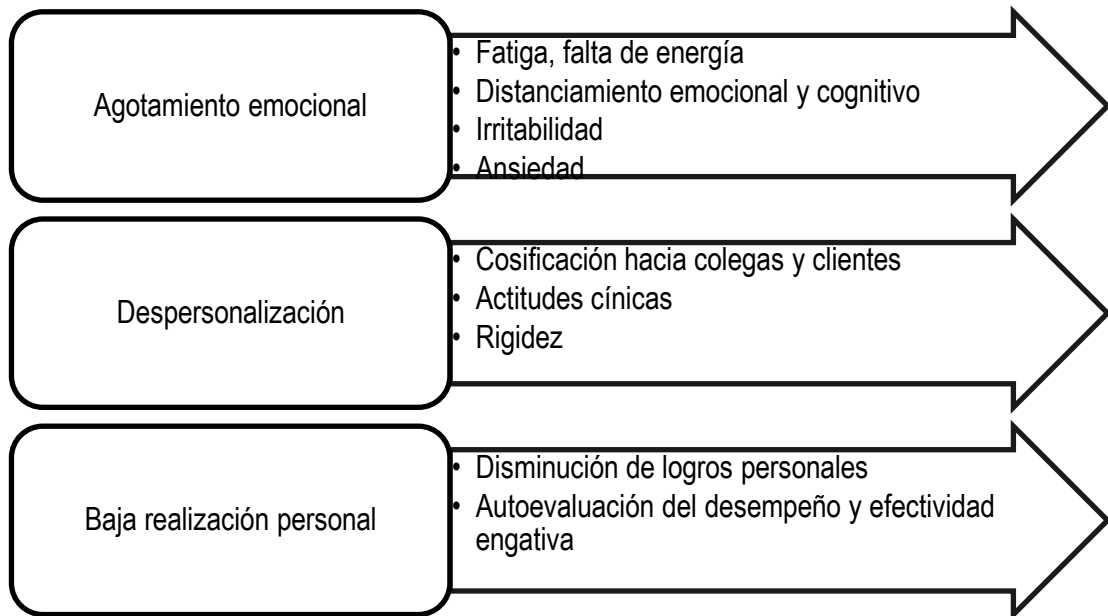 Agotamiento emocional
• Fatiga, falta de energía
• Distanciamiento emocional y cognitivo
• Irritabilidad
• Ansiedad
Despersonalización
• Cosificación hacia colegas y clientes
• Actitudes cínicas
• Rigidez
Baja realización personal
• Disminución de logros personales
• Autoevaluación del desempeño y efectividad
engativa